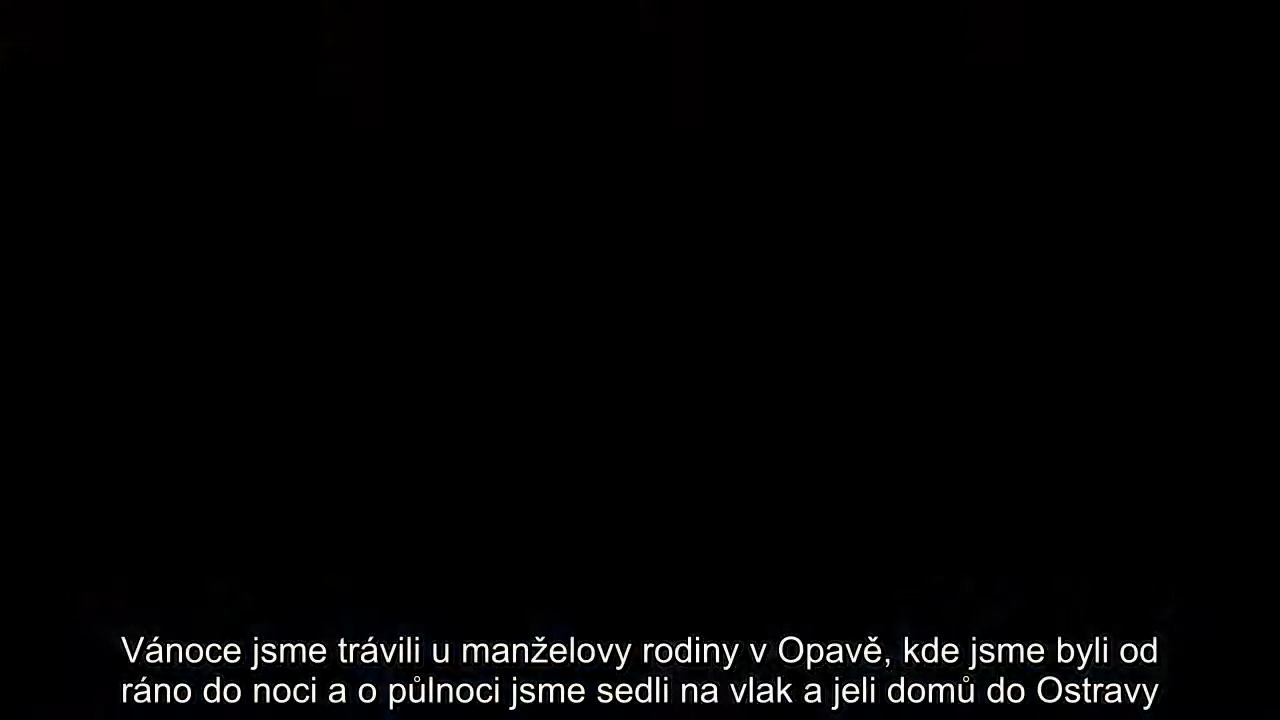 Vánoce jsme trávili u manželovy rodiny v Opavě, kde jsme byli od
ráno do noci a o půlnoci jsme sedli na vlak a jeli domů do Ostravy